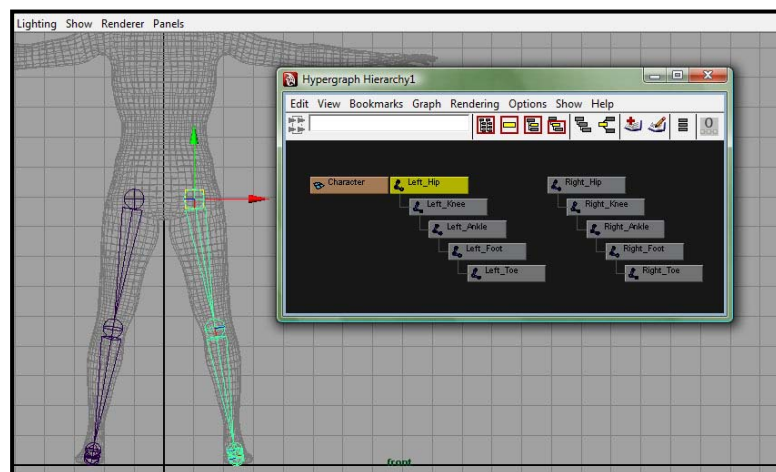 Lighting Show Renderer Panels
Hypergraph Hierarchy1
Edit View Bookmarks Graph Rendering Options Show Help
0
Character Left_Hip Right_Hip
Left_Knee Right_Knee
Left_Ankle Right_Ankle
Left_Foot Right_Foot
Left_Toe Right_Toe
front